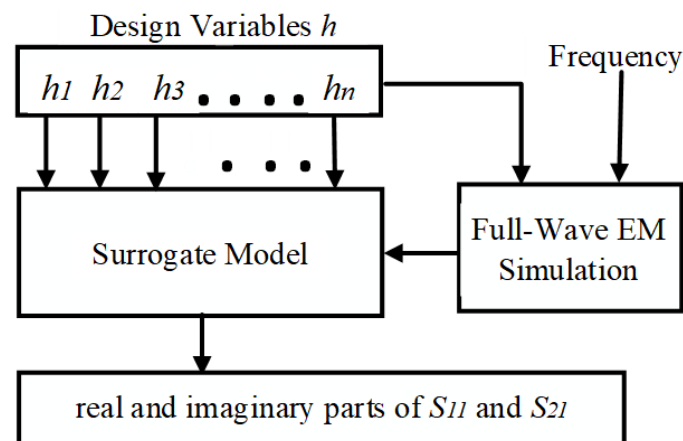 Design Variables h
Frequency
h1 h2 h3 . . . . hn
. . .
Surrogate Model
Full-Wave EM
Simulation
real and imaginary parts of S11 and S21